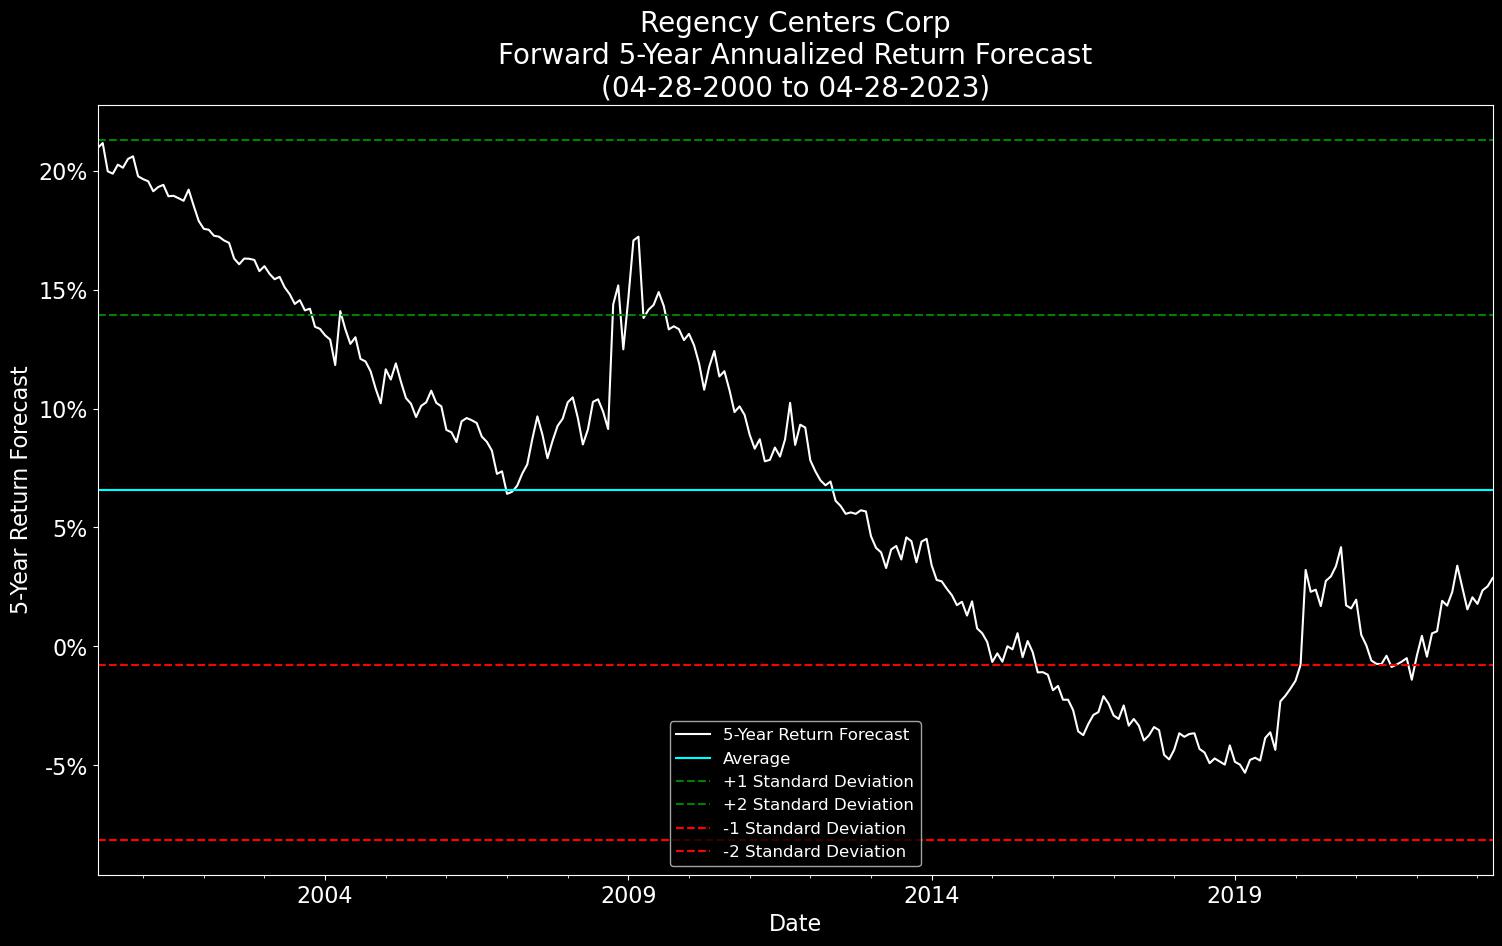 Regency Centers Corp
Forward 5-Year Annualized Return Forecast
(04-28-2000 to 04-28-2023)
5-Year Return Forecast
20%
15%
10%
5%
0%
-5%
5-Year Return Forecast
Average
+1 Standard Deviation
+2 Standard Deviation
-1 Standard Deviation
-2 Standard Deviation
2004
2009
2014
2019
Date